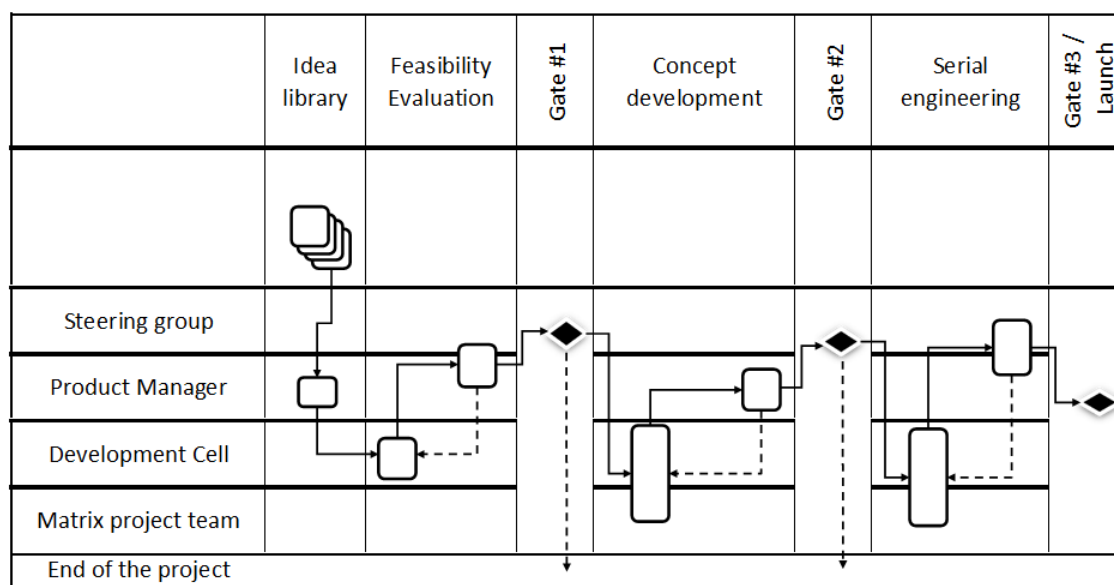 Idea
library
Feasibility
Evaluation
Gate #1
Concept
development
Gate #2
Serial
engineering
Gate #3 /
Launch
Steering group
Product Manager
Development Cell
Matrix project team
End of the project